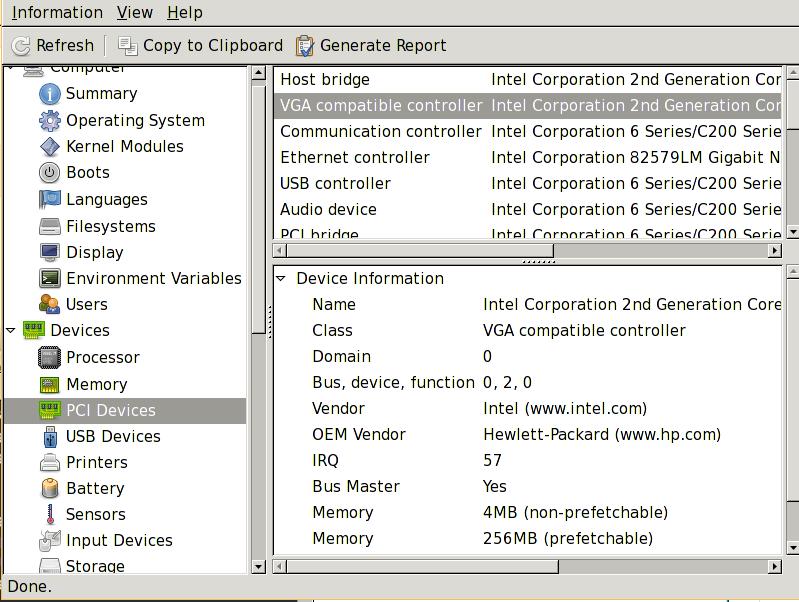 Information View Help
Refresh Copy to Clipboard Generate Report
Computer
Summary
Operating System
Kernel Modules
Boots
Languages
Filesystems
Display
Environment Variables
Users
Devices
Processor
Memory
PCI Devices
USB Devices
Printers
Battery
Sensors
Input Devices
Storage
Host bridge Intel Corporation 2nd Generation Cor
VGA compatible controller Intel Corporation 2nd Generation Cor
Communication controller Intel Corporation 6 Series/C200 Serie
Ethernet controller Intel Corporation 82579LM Gigabit N
USB controller Intel Corporation 6 Series/C200 Serie
Audio device Intel Corporation 6 Series/C200 Serie
PCI bridge Intel Corporation 6 Series/C200 Serie
Device Information
Name Intel Corporation 2nd Generation Core
Class VGA compatible controller
Domain 0
Bus, device, function 0, 2, 0
Vendor Intel (www.intel.com)
OEM Vendor Hewlett-Packard (www.hp.com)
IRQ 57
Bus Master Yes
Memory 4MB (non-prefetchable)
Memory 256MB (prefetchable)
Done.